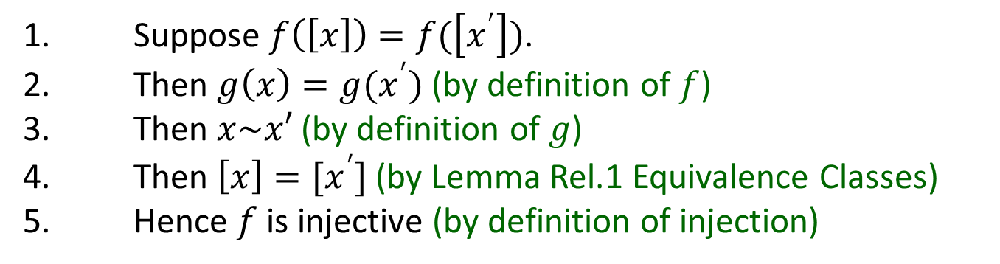 1. Suppose 𝑓([𝑥]) = 𝑓([𝑥′]).
2. Then 𝑔(𝑥) = 𝑔(𝑥′) (by definition of 𝑓)
3. Then 𝑥~𝑥′ (by definition of 𝑔)
4. Then [𝑥] = [𝑥′] (by Lemma Rel.1 Equivalence Classes)
5. Hence 𝑓 is injective (by definition of injection)